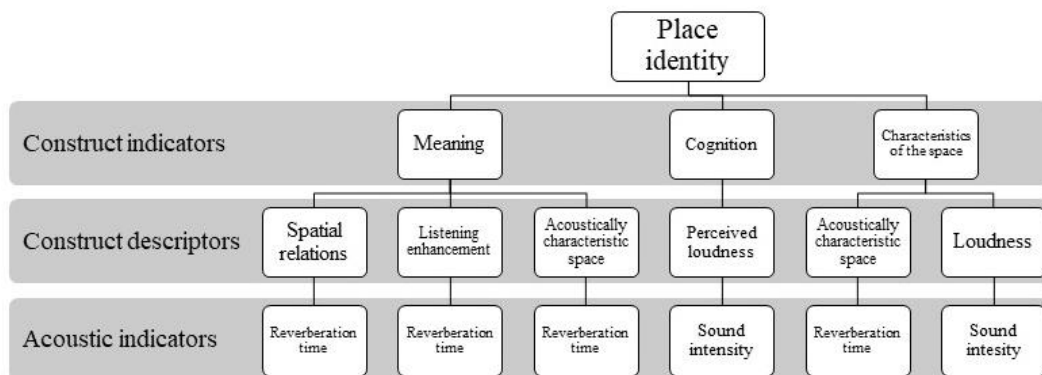 Place
identity
Construct indicators
Meaning
Cognition
Characteristics
of the space
Construct descriptors
Spatial
relations
Listening
enhancement
Acoustically
characteristic
space
Perceived
loudness
Acoustically
characteristic
space
Loudness
Acoustic indicators
Reverberation
time
Reverberation
time
Reverberation
time
Sound
intensity
Reverberation
time
Sound
intesity